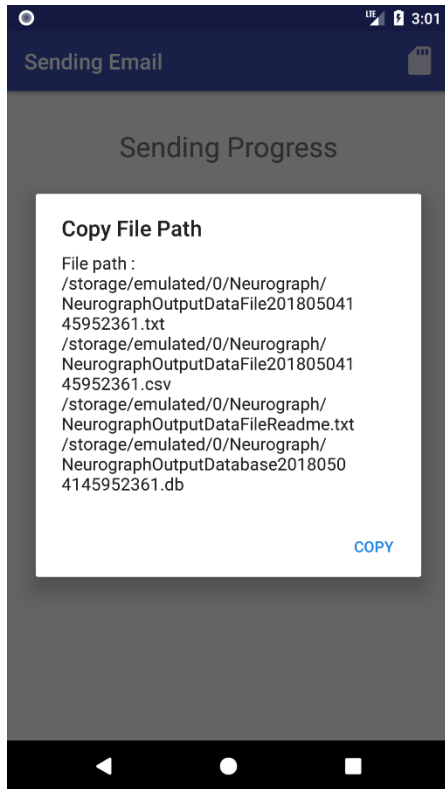 LTE 3:01
Sending Email
Sending Progress
Copy File Path
File path :
/storage/emulated/0/Neurograph/
NeurographOutputDataFile201805041
45952361.txt
/storage/emulated/0/Neurograph/
NeurographOutputDataFile201805041
45952361.csv
/storage/emulated/0/Neurograph/
NeurographOutputDataFileReadme.txt
/storage/emulated/0/Neurograph/
NeurographOutputDatabase2018050
4145952361.db
COPY